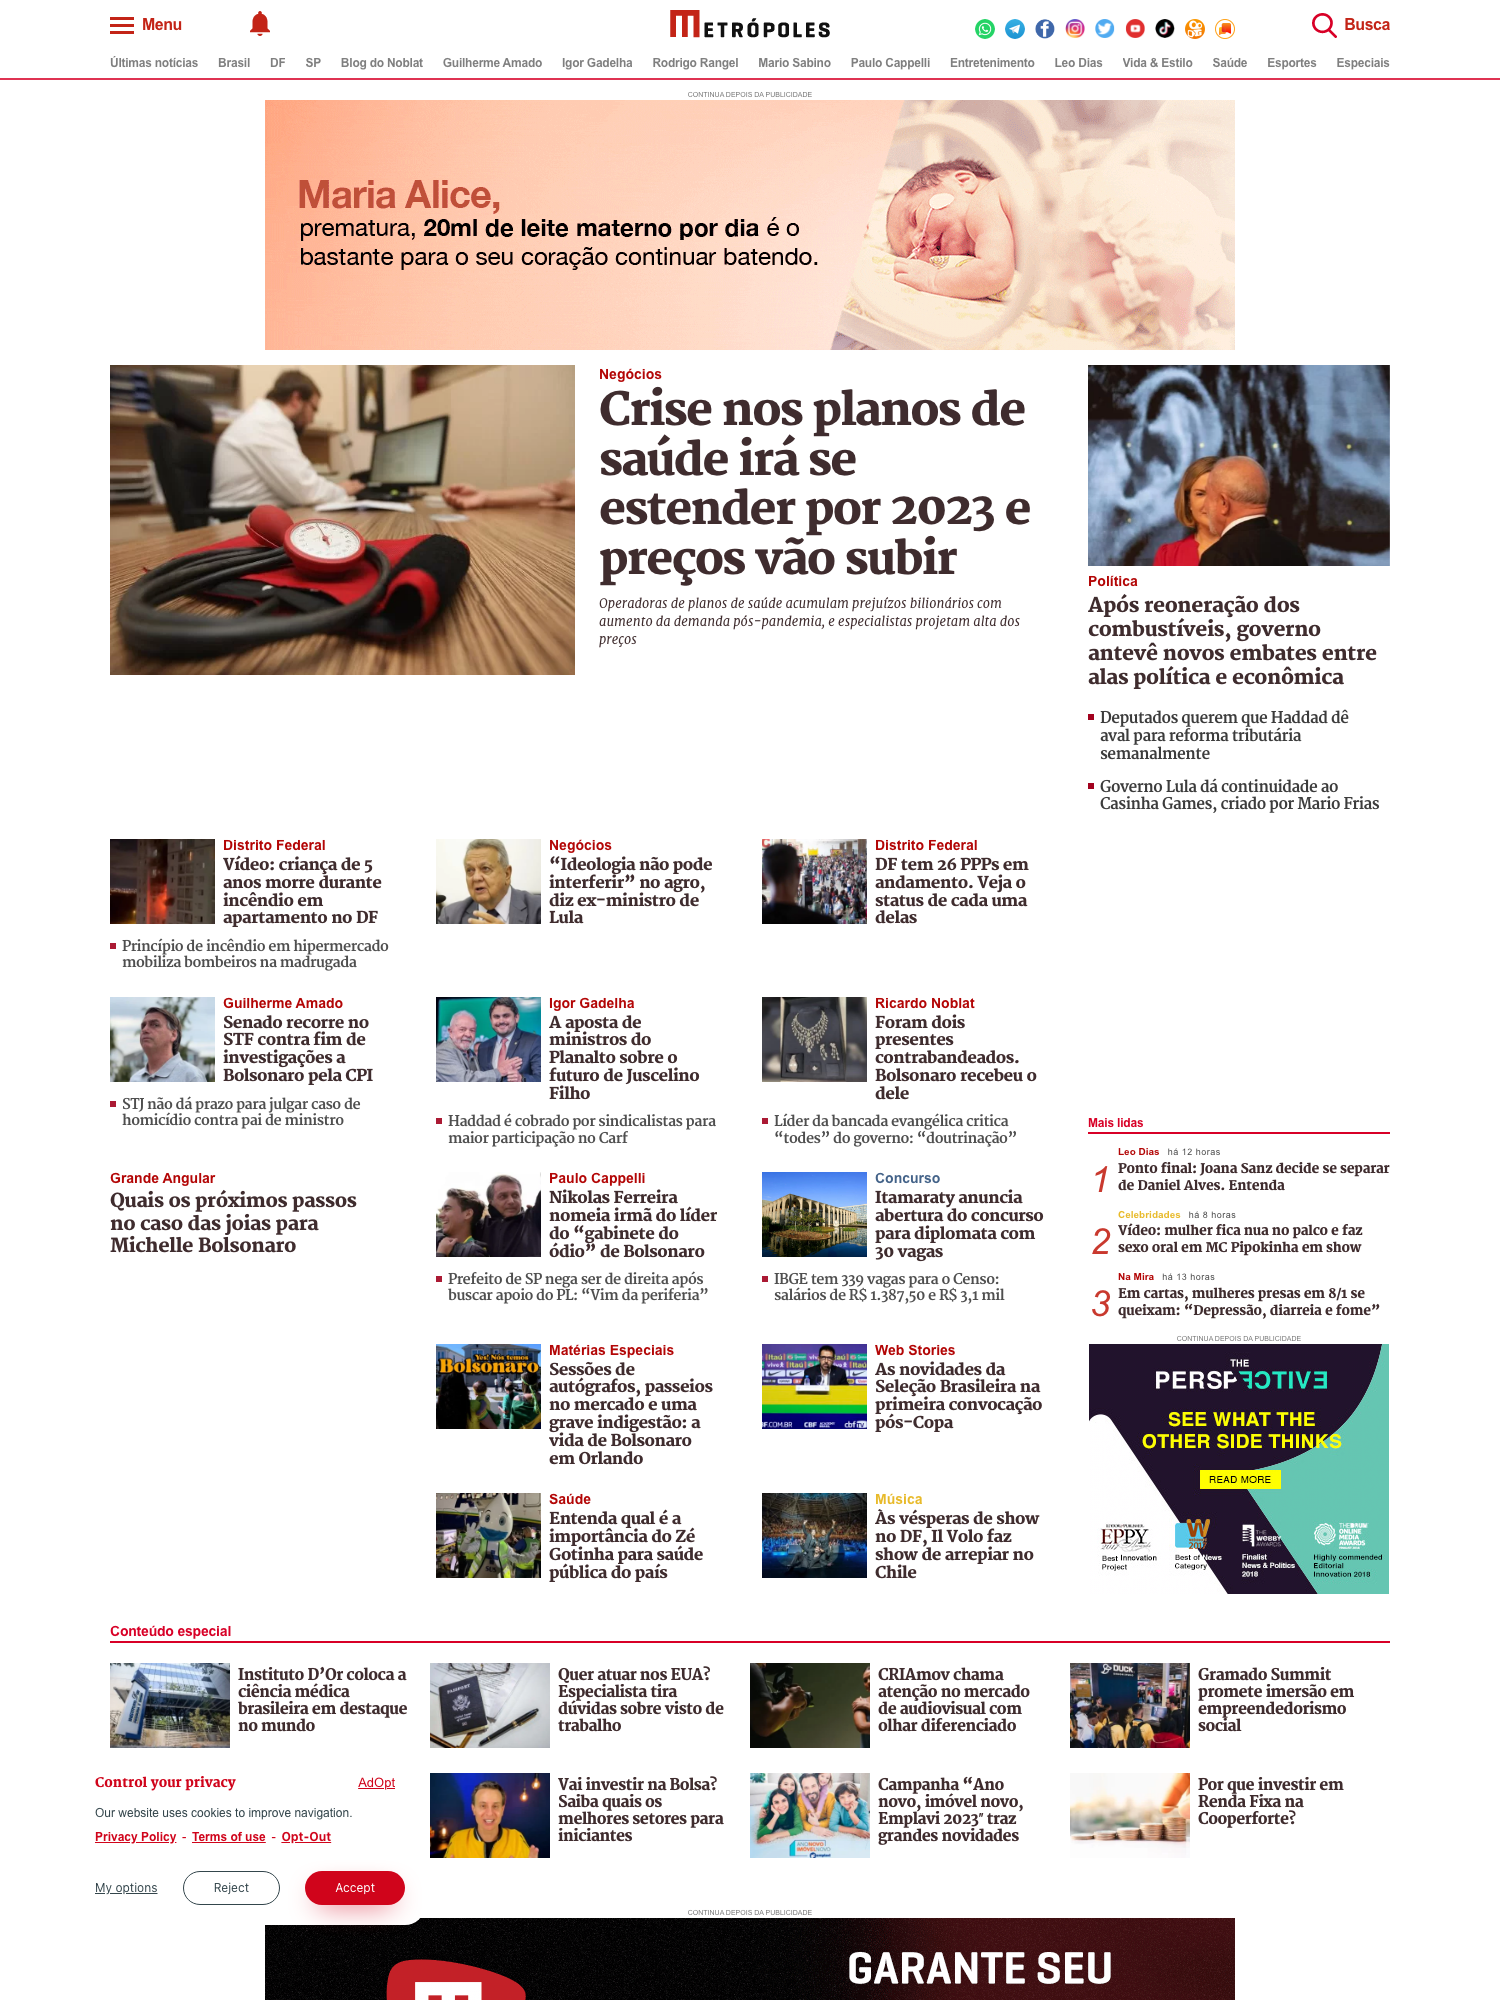 Menu
METRÓPOLES
Busca
Últimas notícias Brasil DF SP Blog do Noblat Guilherme Amado Igor Gadelha Rodrigo Rangel Mario Sabino Paulo Cappelli Entretenimento Leo Dias Vida & Estilo Saúde Esportes Especiais
CONTINUA DEPOIS DA PUBLICIDADE
Maria Alice,
prematura, 20ml de leite materno por dia é o
bastante para o seu coração continuar batendo.
Negócios
Crise nos planos de
saúde irá se
estender por 2023 e
preços vão subir
Operadoras de planos de saúde acumulam prejuízos bilionários com
aumento da demanda pós-pandemia, e especialistas projetam alta dos
preços
Política
Após reoneração dos
combustíveis, governo
antevê novos embates entre
alas política e econômica
Deputados querem que Haddad dê
aval para reforma tributária
semanalmente
Governo Lula dá continuidade ao
Casinha Games, criado por Mario Frias
Distrito Federal
Vídeo: criança de 5
anos morre durante
incêndio em
apartamento no DF
Princípio de incêndio em hipermercado
mobiliza bombeiros na madrugada
Negócios
“Ideologia não pode
interferir” no agro,
diz ex-ministro de
Lula
Distrito Federal
DF tem 26 PPPs em
andamento. Veja o
status de cada uma
delas
Guilherme Amado
Senado recorre no
STF contra fim de
investigações a
Bolsonaro pela CPI
STJ não dá prazo para julgar caso de
homicídio contra pai de ministro
Igor Gadelha
A aposta de
ministros do
Planalto sobre o
futuro de Juscelino
Filho
Haddad é cobrado por sindicalistas para
maior participação no Carf
Ricardo Noblat
Foram dois
presentes
contrabandeados.
Bolsonaro recebeu o
dele
Líder da bancada evangélica critica
“todes” do governo: “doutrinação”
Grande Angular
Quais os próximos passos
no caso das joias para
Michelle Bolsonaro
Paulo Cappelli
Nikolas Ferreira
nomeia irmã do líder
do “gabinete do
ódio” de Bolsonaro
Prefeito de SP nega ser de direita após
buscar apoio do PL: “Vim da periferia”
Concurso
Itamaraty anuncia
abertura do concurso
para diplomata com
30 vagas
IBGE tem 339 vagas para o Censo:
salários de R$ 1.387,50 e R$ 3,1 mil
Yes! Nós temos
Bolsonaro
Matérias Especiais
Sessões de
autógrafos, passeios
no mercado e uma
grave indigestão: a
vida de Bolsonaro
em Orlando
Web Stories
As novidades da
Seleção Brasileira na
primeira convocação
pós-Copa
Saúde
Entenda qual é a
importância do Zé
Gotinha para saúde
pública do país
Música
Às vésperas de show
no DF, Il Volo faz
show de arrepiar no
Chile
Mais lidas
Leo Dias há 12 horas
1 Ponto final: Joana Sanz decide se separar
de Daniel Alves. Entenda
Celebridades há 8 horas
2 Vídeo: mulher fica nua no palco e faz
sexo oral em MC Pipokinha em show
Na Mira há 13 horas
3 Em cartas, mulheres presas em 8/1 se
queixam: “Depressão, diarreia e fome”
CONTINUA DEPOIS DA PUBLICIDADE
THE
PERSPECTIVE
SEE WHAT THE
OTHER SIDE THINKS
READ MORE
EPPY
2017
Best Innovation
Project
2017
Best of News
Category
THE
WEBBY
AWARDS
Finalist
News & Politics
2018
THE DRUM
ONLINE
MEDIA
AWARDS
Highly commended
Editorial
Innovation 2018
Conteúdo especial
Instituto D’Or coloca a
ciência médica
brasileira em destaque
no mundo
PASSPORT
Quer atuar nos EUA?
Especialista tira
dúvidas sobre visto de
trabalho
CRIAmov chama
atenção no mercado
de audiovisual com
olhar diferenciado
DUCK
Gramado Summit
promete imersão em
empreendedorismo
social
Control your privacy
AdOpt
Our website uses cookies to improve navigation.
Privacy Policy - Terms of use - Opt-Out
My options
Reject
Accept
Vai investir na Bolsa?
Saiba quais os
melhores setores para
iniciantes
Campanha “Ano
novo, imóvel novo,
Emplavi 2023″ traz
grandes novidades
Por que investir em
Renda Fixa na
Cooperforte?
CONTINUA DEPOIS DA PUBLICIDADE
GARANTE SEU